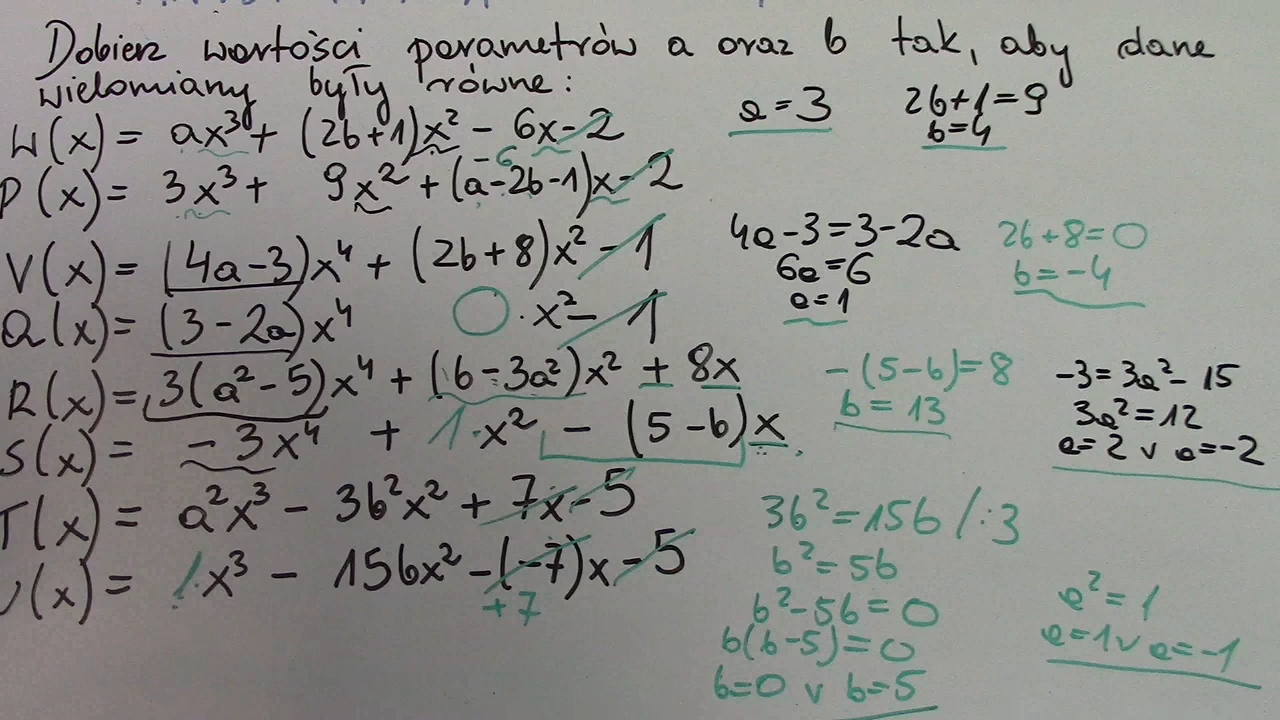 Dobierz wartości parametrów a oraz b tak, aby dane
wielomiany były równe:
W(x) = ax³ + (2b+1)x² - 6x - 2
-6
P(x) = 3x³ + 9x² + (a-2b-1)x - 2
a = 3
2b+1=9
b=4
V(x) = (4a-3)x⁴ + (2b+8)x² - 1
Q(x) = (3-2a)x⁴ 0·x² - 1
4a-3=3-2a
6a=6
a=1
2b+8=0
b=-4
R(x) = 3(a²-5)x⁴ + (b-3a²)x² + 8x
S(x) = -3x⁴ + 1·x² - (5-b)x
-(5-b)=8
b=13
-3=3a²-15
3a²=12
a=2 v a=-2
T(x) = a²x³ - 3b²x² + 7x - 5
U(x) = 1·x³ - 15bx² - (-7)x - 5
+7
3b²=15b /:3
b²=5b
b²-5b=0
b(b-5)=0
b=0 v b=5
a²=1
a=1 v a=-1